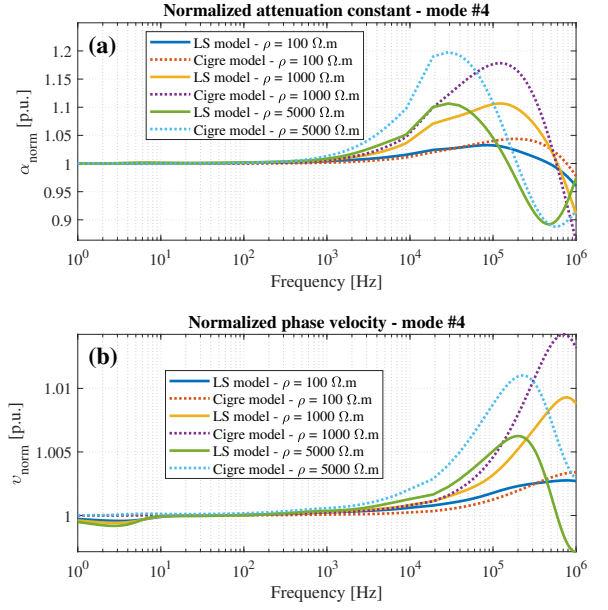 Normalized attenuation constant - mode #4
(a)
LS model - ρ = 100 Ω.m
Cigre model - ρ = 100 Ω.m
LS model - ρ = 1000 Ω.m
Cigre model - ρ = 1000 Ω.m
LS model - ρ = 5000 Ω.m
Cigre model - ρ = 5000 Ω.m
α_norm [p.u.]
1.2
1.15
1.1
1.05
1
0.95
0.9
10^0 10^1 10^2 10^3 10^4 10^5 10^6
Frequency [Hz]
Normalized phase velocity - mode #4
(b)
LS model - ρ = 100 Ω.m
Cigre model - ρ = 100 Ω.m
LS model - ρ = 1000 Ω.m
Cigre model - ρ = 1000 Ω.m
LS model - ρ = 5000 Ω.m
Cigre model - ρ = 5000 Ω.m
υ_norm [p.u.]
1.01
1.005
1
10^0 10^1 10^2 10^3 10^4 10^5 10^6
Frequency [Hz]